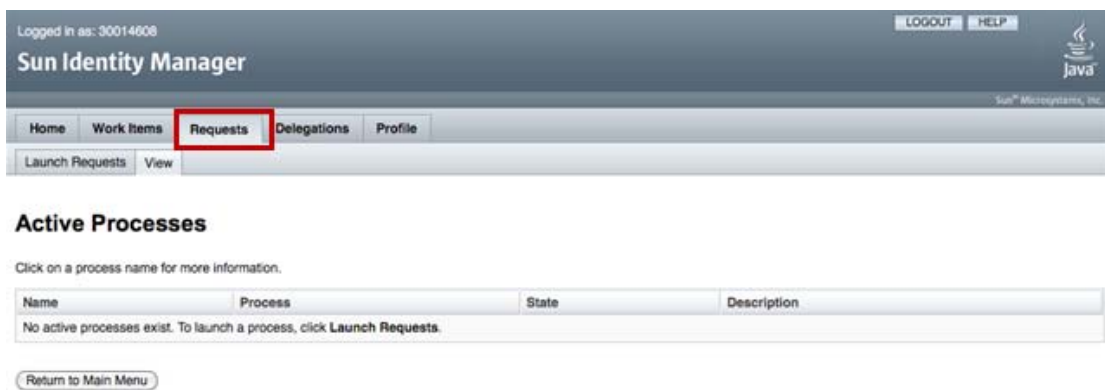 Logged in as: 30014608
LOGOUT HELP
Sun Identity Manager
Java™
Sun™ Microsystems, Inc.
Home Work Items Requests Delegations Profile
Launch Requests View
Active Processes
Click on a process name for more information.
Name Process State Description
No active processes exist. To launch a process, click Launch Requests.
Return to Main Menu